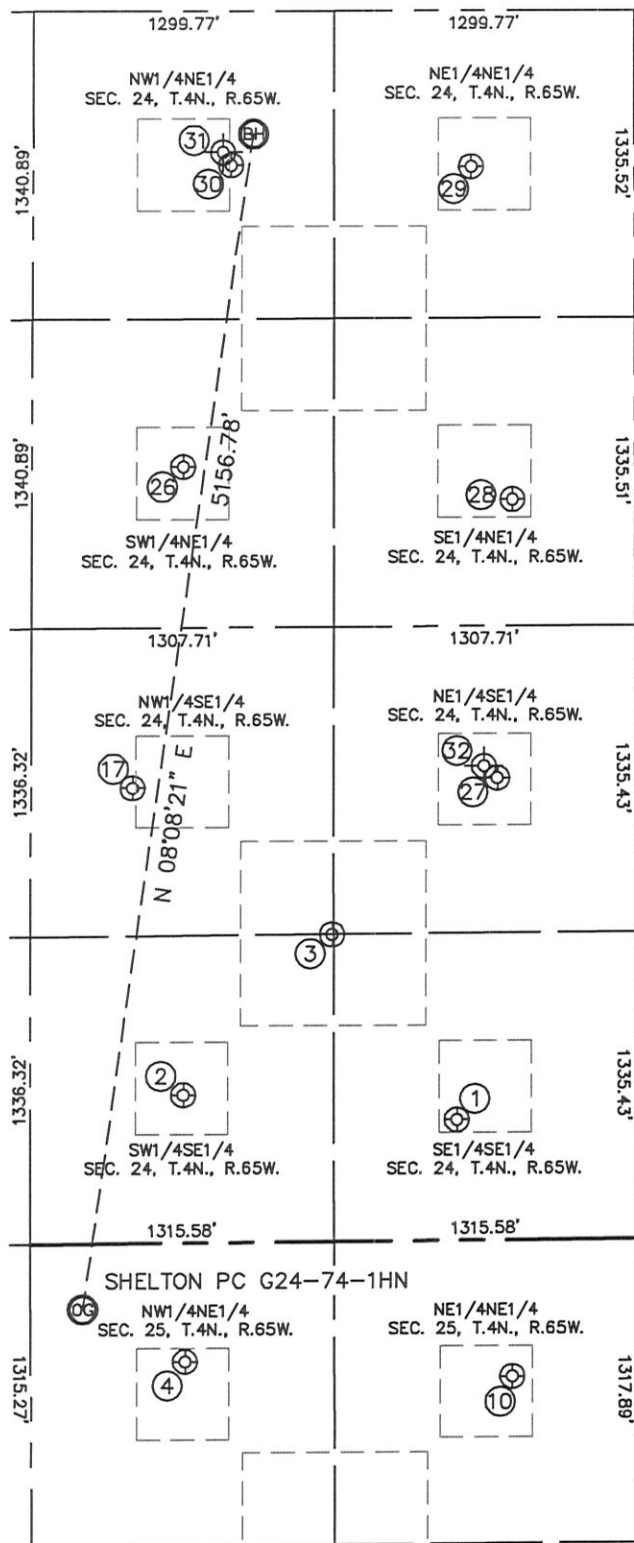 1299.77'
1299.77'
NW1/4NE1/4
SEC. 24, T.4N., R.65W.
NE1/4NE1/4
SEC. 24, T.4N., R.65W.
31
BH
30
29
1340.89'
1335.52'
1340.89'
5156.78'
26
28
1335.51'
SW1/4NE1/4
SEC. 24, T.4N., R.65W.
SE1/4NE1/4
SEC. 24, T.4N., R.65W.
1307.71'
1307.71'
NW1/4SE1/4
SEC. 24, T.4N., R.65W.
NE1/4SE1/4
SEC. 24, T.4N., R.65W.
17
32
27
1336.32'
N 08°08'21" E
1335.43'
3
2
1
1336.32'
1335.43'
SW1/4SE1/4
SEC. 24, T.4N., R.65W.
SE1/4SE1/4
SEC. 24, T.4N., R.65W.
1315.58'
1315.58'
SHELTON PC G24-74-1HN
OG
NW1/4NE1/4
SEC. 25, T.4N., R.65W.
NE1/4NE1/4
SEC. 25, T.4N., R.65W.
4
10
1315.27'
1317.89'